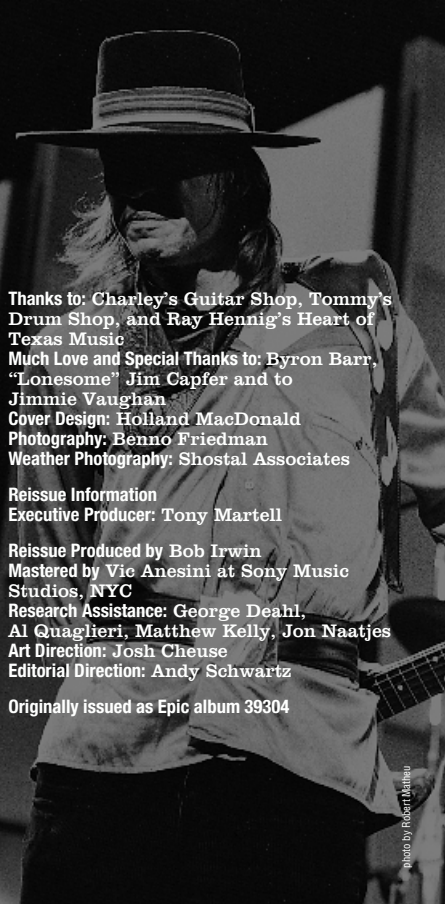 Thanks to: Charley's Guitar Shop, Tommy's
Drum Shop, and Ray Hennig's Heart of
Texas Music
Much Love and Special Thanks to: Byron Barr,
“Lonesome” Jim Capfer and to
Jimmie Vaughan
Cover Design: Holland MacDonald
Photography: Benno Friedman
Weather Photography: Shostal Associates
Reissue Information
Executive Producer: Tony Martell
Reissue Produced by Bob Irwin
Mastered by Vic Anesini at Sony Music
Studios, NYC
Research Assistance: George Deahl,
Al Quaglieri, Matthew Kelly, Jon Naatjes
Art Direction: Josh Cheuse
Editorial Direction: Andy Schwartz
Originally issued as Epic album 39304
photo by Robert Matheu